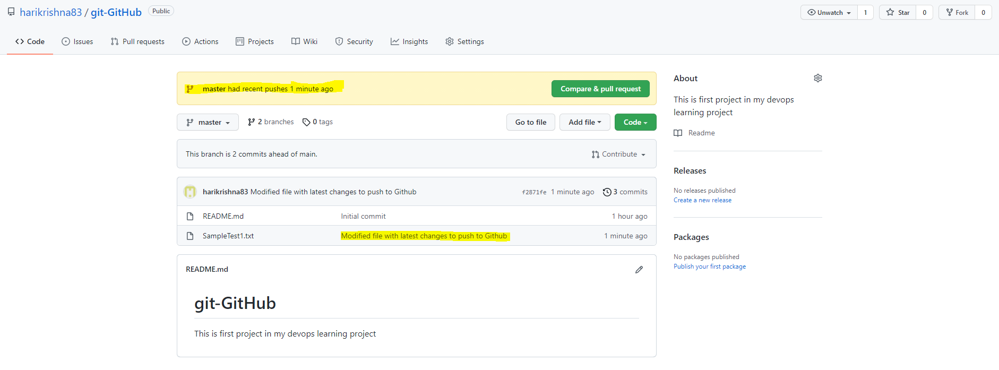 harikrishna83 / git-GitHub Public
Unwatch 1 Star 0 Fork 0
Code Issues Pull requests Actions Projects Wiki Security Insights Settings
master had recent pushes 1 minute ago
Compare & pull request
master 2 branches 0 tags
Go to file Add file Code
This branch is 2 commits ahead of main.
Contribute
harikrishna83 Modified file with latest changes to push to Github f2871fe 1 minute ago 3 commits
README.md Initial commit 1 hour ago
SampleTest1.txt Modified file with latest changes to push to Github 1 minute ago
README.md
git-GitHub
This is first project in my devops learning project
About
This is first project in my devops
learning project
Readme
Releases
No releases published
Create a new release
Packages
No packages published
Publish your first package